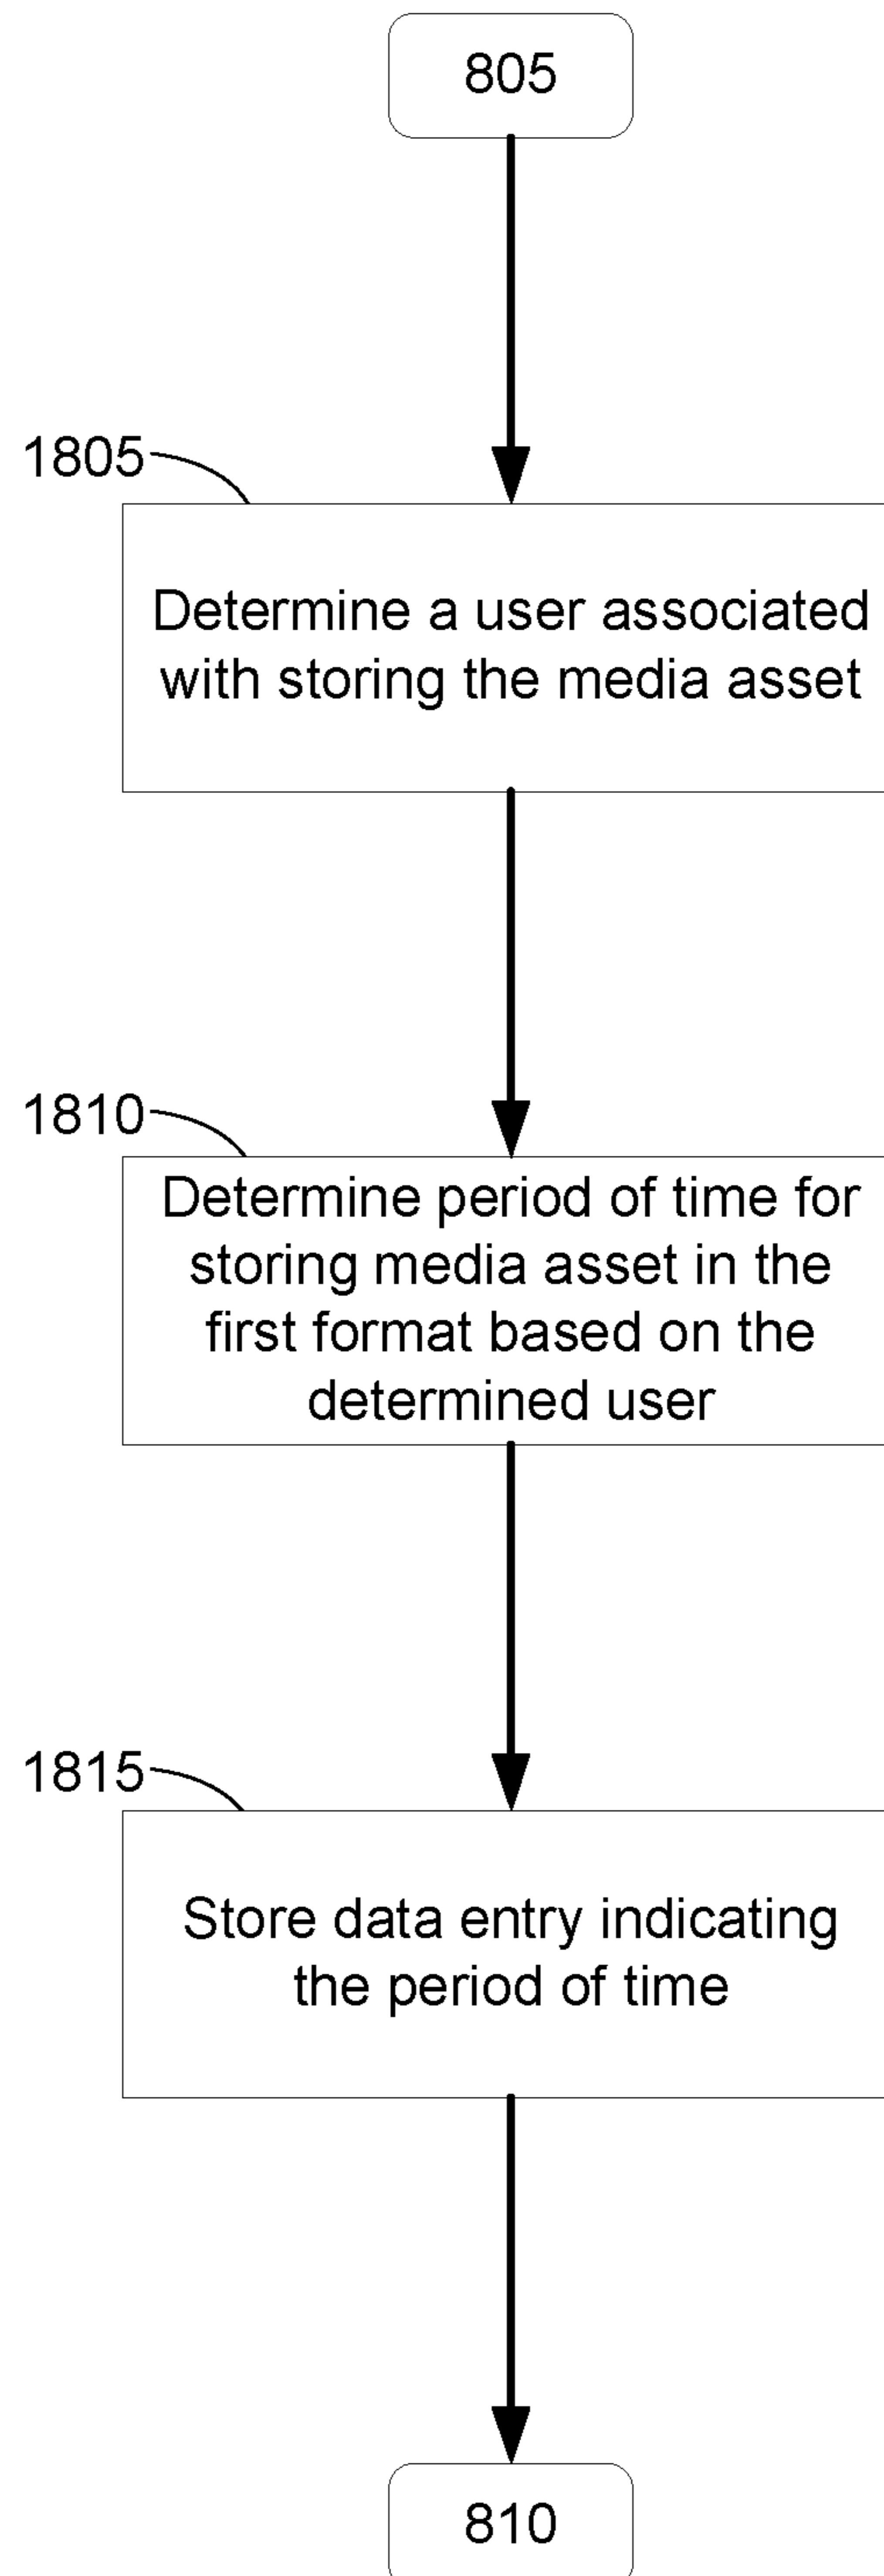 805
1805
Determine a user associated
with storing the media asset
1810
Determine period of time for
storing media asset in the
first format based on the
determined user
1815
Store data entry indicating
the period of time
810